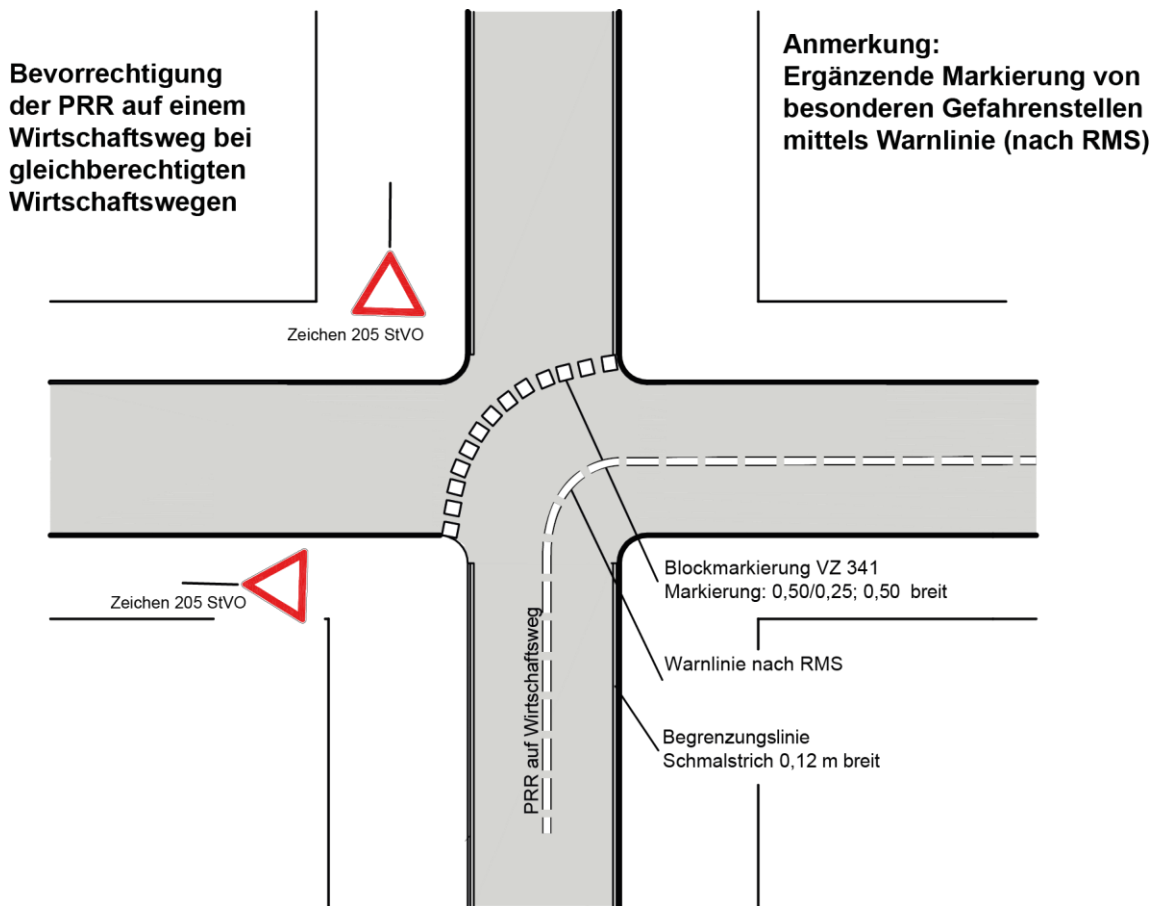 Bevorrechtigung
der PRR auf einem
Wirtschaftsweg bei
gleichberechtigten
Wirtschaftswegen
Anmerkung:
Ergänzende Markierung von
besonderen Gefahrenstellen
mittels Warnlinie (nach RMS)
Zeichen 205 StVO
Zeichen 205 StVO
Blockmarkierung VZ 341
Markierung: 0,50/0,25; 0,50 breit
Warnlinie nach RMS
PRR auf Wirtschaftsweg
Begrenzungslinie
Schmalstrich 0,12 m breit